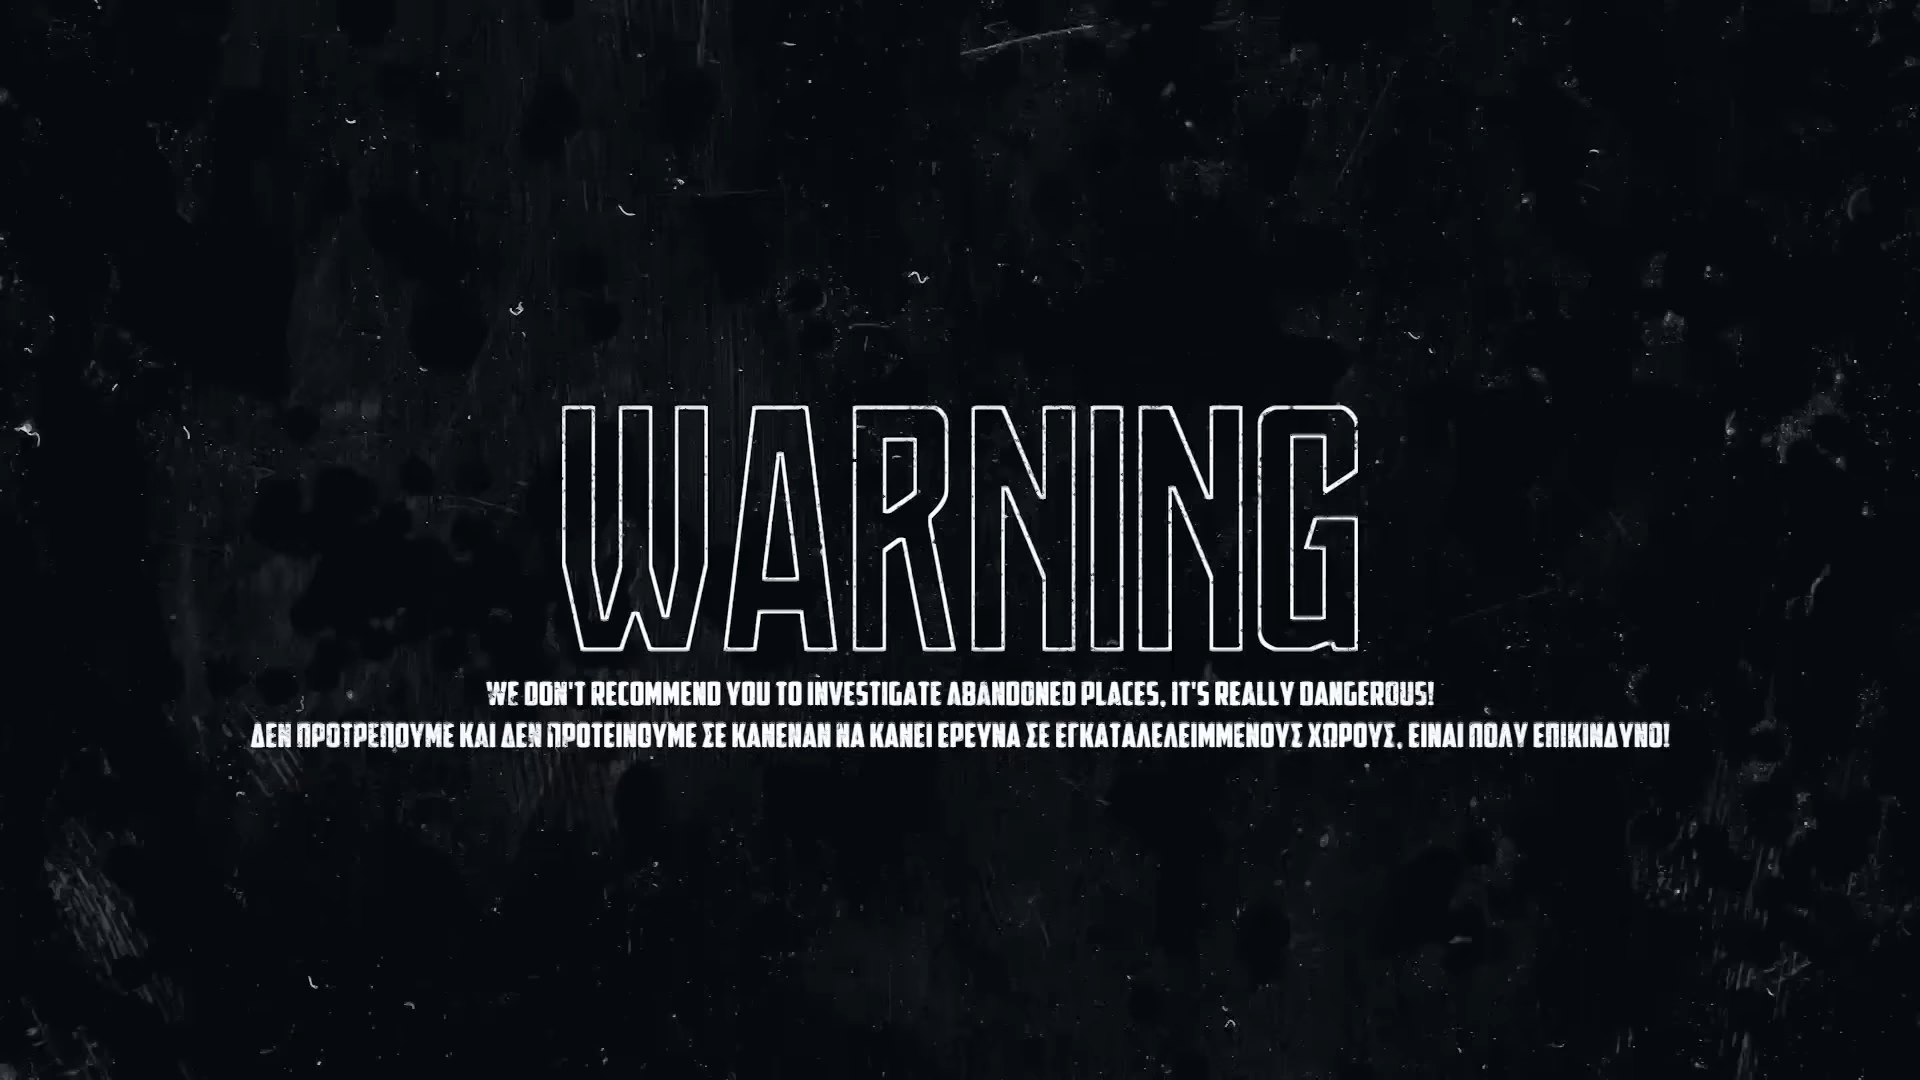 WARNING
WE DON'T RECOMMEND YOU TO INVESTIGATE ABANDONED PLACES, IT'S REALLY DANGEROUS!
ΔΕΝ ΠΡΟΤΡΕΠΟΥΜΕ ΚΑΙ ΔΕΝ ΠΡΟΤΕΙΝΟΥΜΕ ΣΕ ΚΑΝΕΝΑΝ ΝΑ ΚΑΝΕΙ ΕΡΕΥΝΑ ΣΕ ΕΓΚΑΤΑΛΕΛΕΙΜΜΕΝΟΥΣ ΧΩΡΟΥΣ, ΕΙΝΑΙ ΠΟΛΥ ΕΠΙΚΙΝΔΥΝΟ!